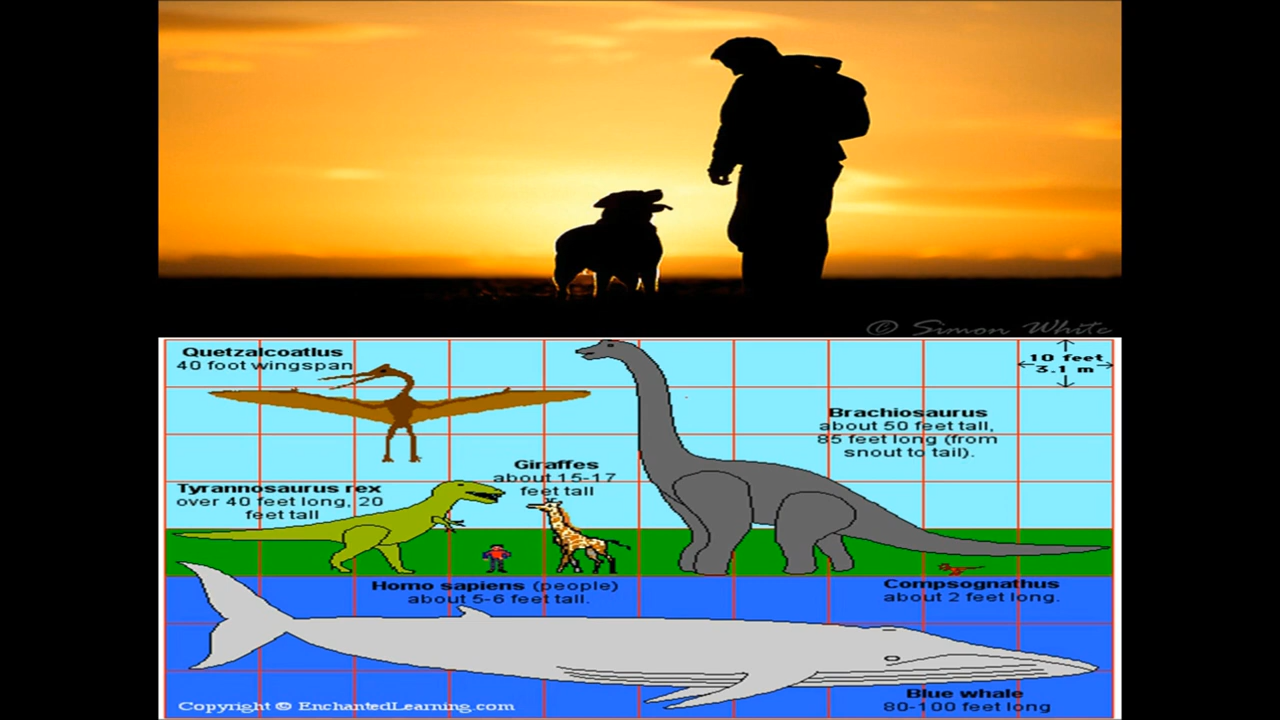 © Simon White
Quetzalcoatlus
40 foot wingspan
10 feet
3.1 m
Brachiosaurus
about 50 feet tall,
85 feet long (from
snout to tail).
Giraffes
about 15-17
feet tall
Tyrannosaurus rex
over 40 feet long, 20
feet tall
Homo sapiens (people)
about 5-6 feet tall.
Compsognathus
about 2 feet long.
Blue whale
80-100 feet long
Copyright © EnchantedLearning.com